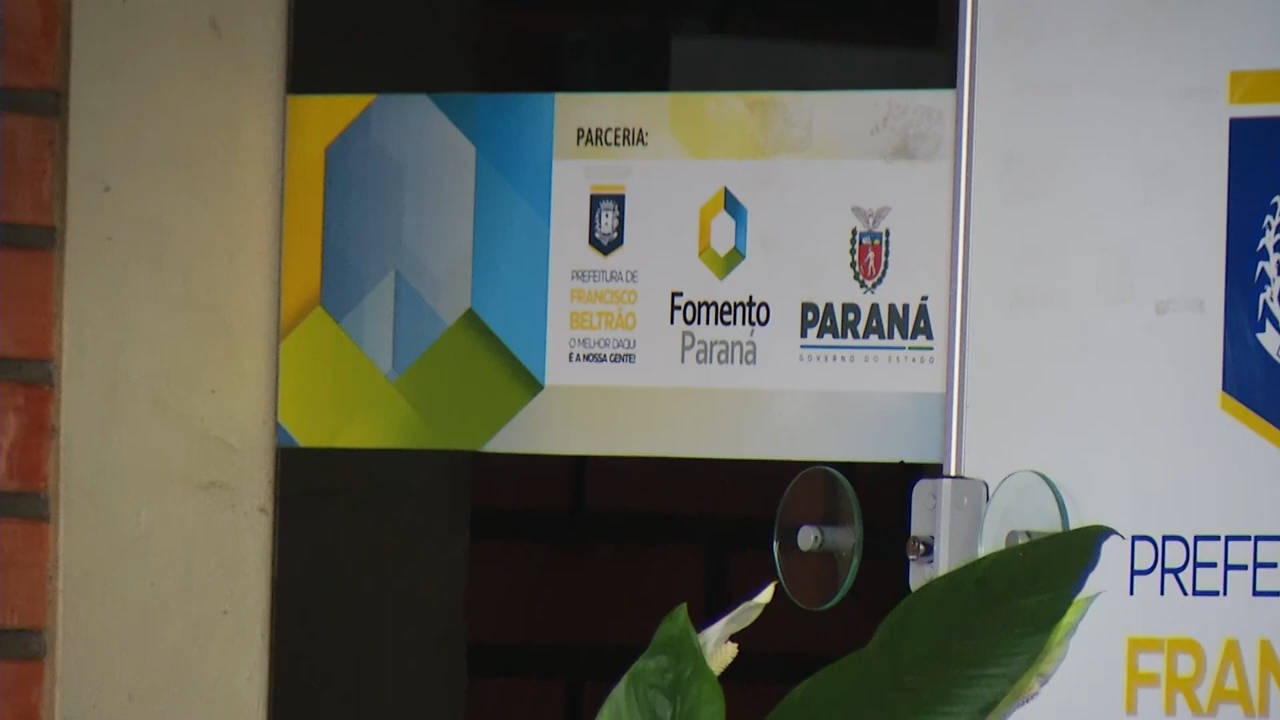 PARCERIA:
PREFEITURA DE
FRANCISCO
BELTRÃO
O MELHOR DAQUI
É A NOSSA GENTE!
Fomento
Paraná
PARANÁ
GOVERNO DO ESTADO
PREFE
FRAN